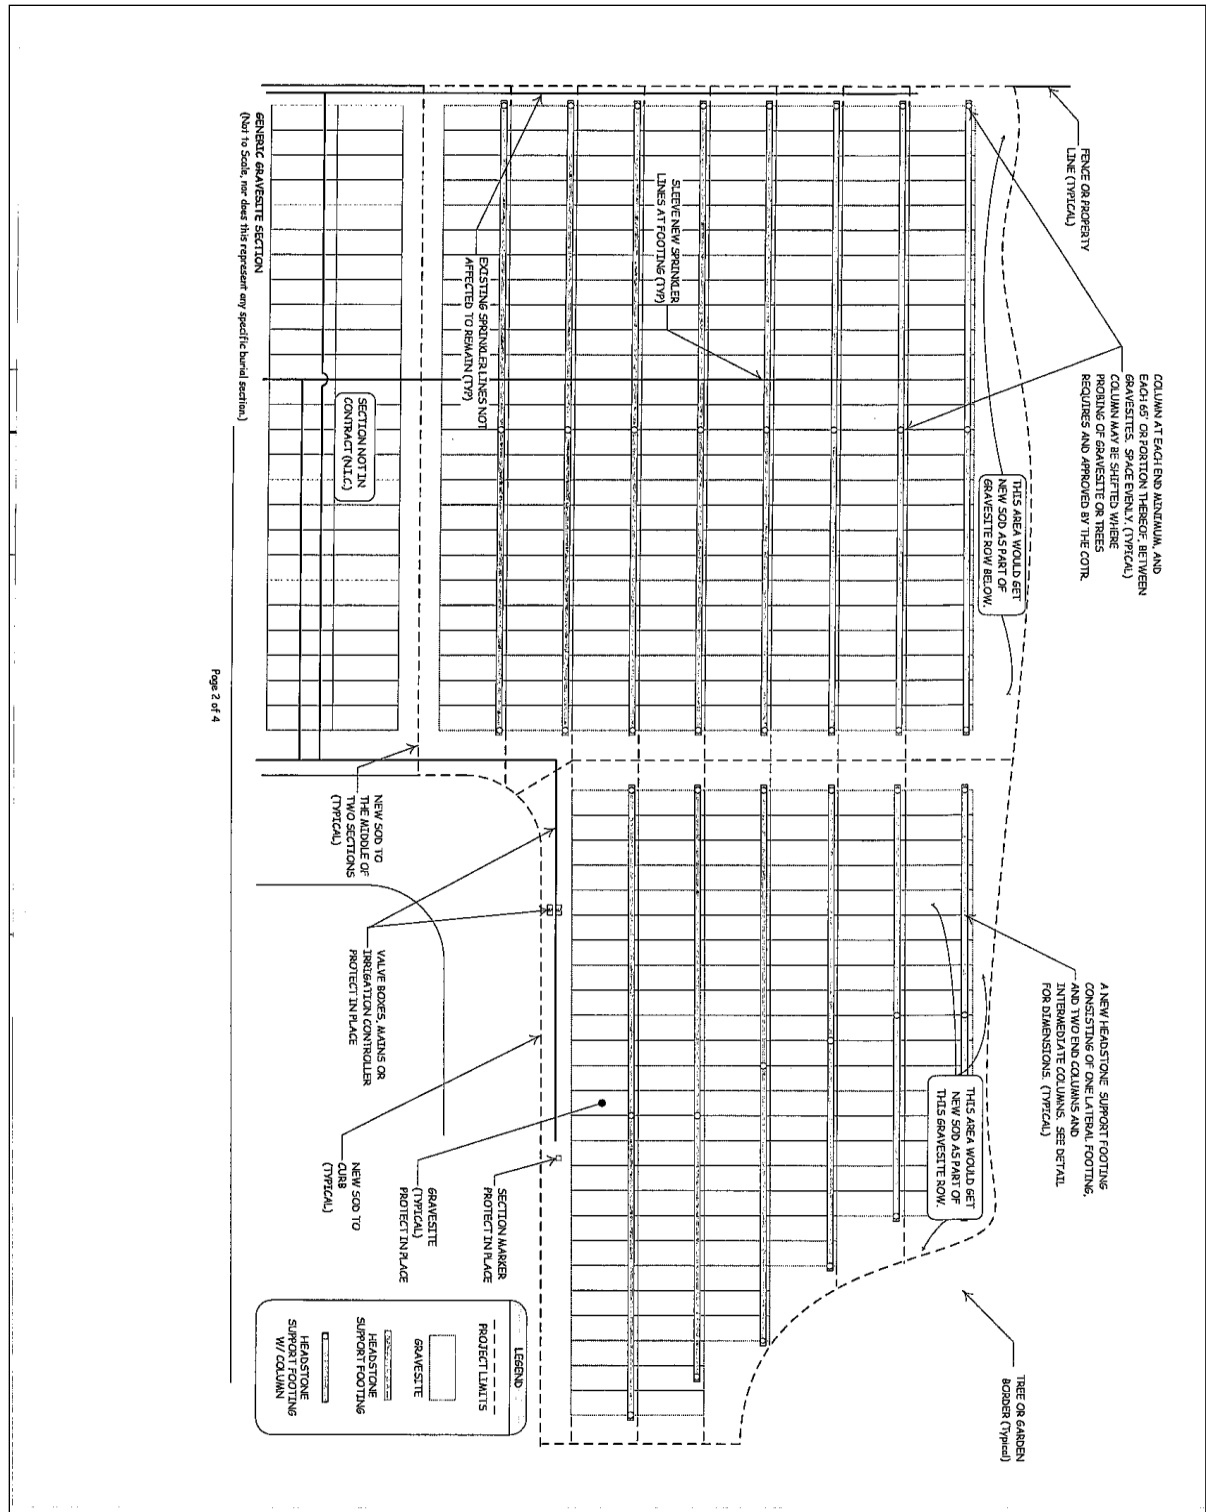 FENCE OR PROPERTY
LINE (TYPICAL)
COLUMN AT EACH END MINIMUM, AND
EACH 65' OR PORTION THEREOF, BETWEEN
GRAVESITES. SPACE EVENLY. (TYPICAL)
COLUMN MAY BE SHIFTED WHERE
PROBING OF GRAVESITE OR TREES
REQUIRES AND APPROVED BY THE COTR.
THIS AREA WOULD GET
NEW SOD AS PART OF
GRAVESITE ROW BELOW.
A NEW HEADSTONE SUPPORT FOOTING
CONSISTING OF ONE LATERAL FOOTING,
AND TWO END COLUMNS AND
INTERMEDIATE COLUMNS. SEE DETAIL
FOR DIMENSIONS. (TYPICAL)
THIS AREA WOULD GET
NEW SOD AS PART OF
THIS GRAVESITE ROW.
TREE OR GARDEN
BORDER (Typical)
SLEEVE NEW SPRINKLER
LINES AT FOOTING (TYP)
EXISTING SPRINKLER LINES NOT
AFFECTED TO REMAIN (TYP)
SECTION NOT IN
CONTRACT (N.I.C.)
NEW SOD TO
THE MIDDLE OF
TWO SECTIONS
(TYPICAL)
VALVE BOXES, MAINS OR
IRRIGATION CONTROLLER
PROTECT IN PLACE
NEW SOD TO
CURB
(TYPICAL)
GRAVESITE
(TYPICAL)
PROTECT IN PLACE
SECTION MARKER
PROTECT IN PLACE
LEGEND
PROJECT LIMITS
GRAVESITE
HEADSTONE
SUPPORT FOOTING
HEADSTONE
SUPPORT FOOTING
W/ COLUMN
GENERIC GRAVESITE SECTION
(Not to Scale, nor does this represent any specific burial section.)
Page 2 of 4